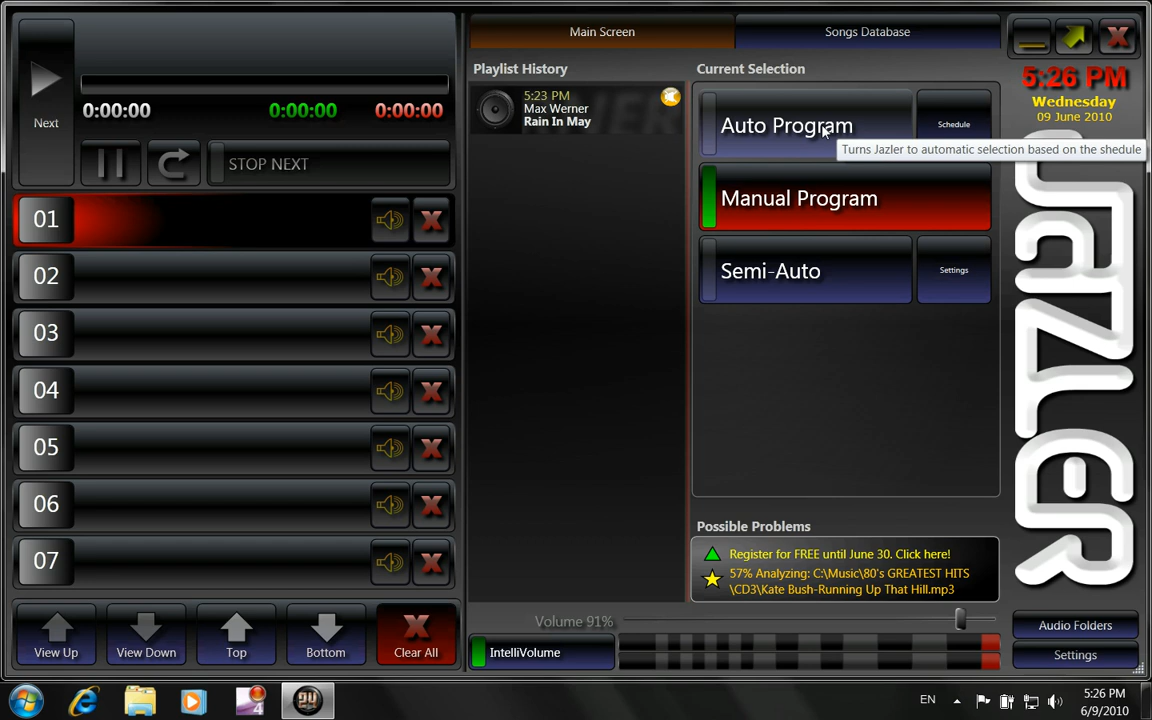 Main Screen
Songs Database
Playlist History
Current Selection
Next
0:00:00
0:00:00
0:00:00
STOP NEXT
5:23 PM
Max Werner
Rain In May
Auto Program
Schedule
Turns Jazler to automatic selection based on the shedule
Manual Program
Semi-Auto
Settings
5:26 PM
Wednesday
09 June 2010
JAZLER
01
02
03
04
05
06
07
Possible Problems
Register for FREE until June 30. Click here!
57% Analyzing: C:\Music\80's GREATEST HITS
\CD3\Kate Bush-Running Up That Hill.mp3
View Up
View Down
Top
Bottom
Clear All
Volume 91%
IntelliVolume
Audio Folders
Settings
4
EN
5:26 PM
6/9/2010